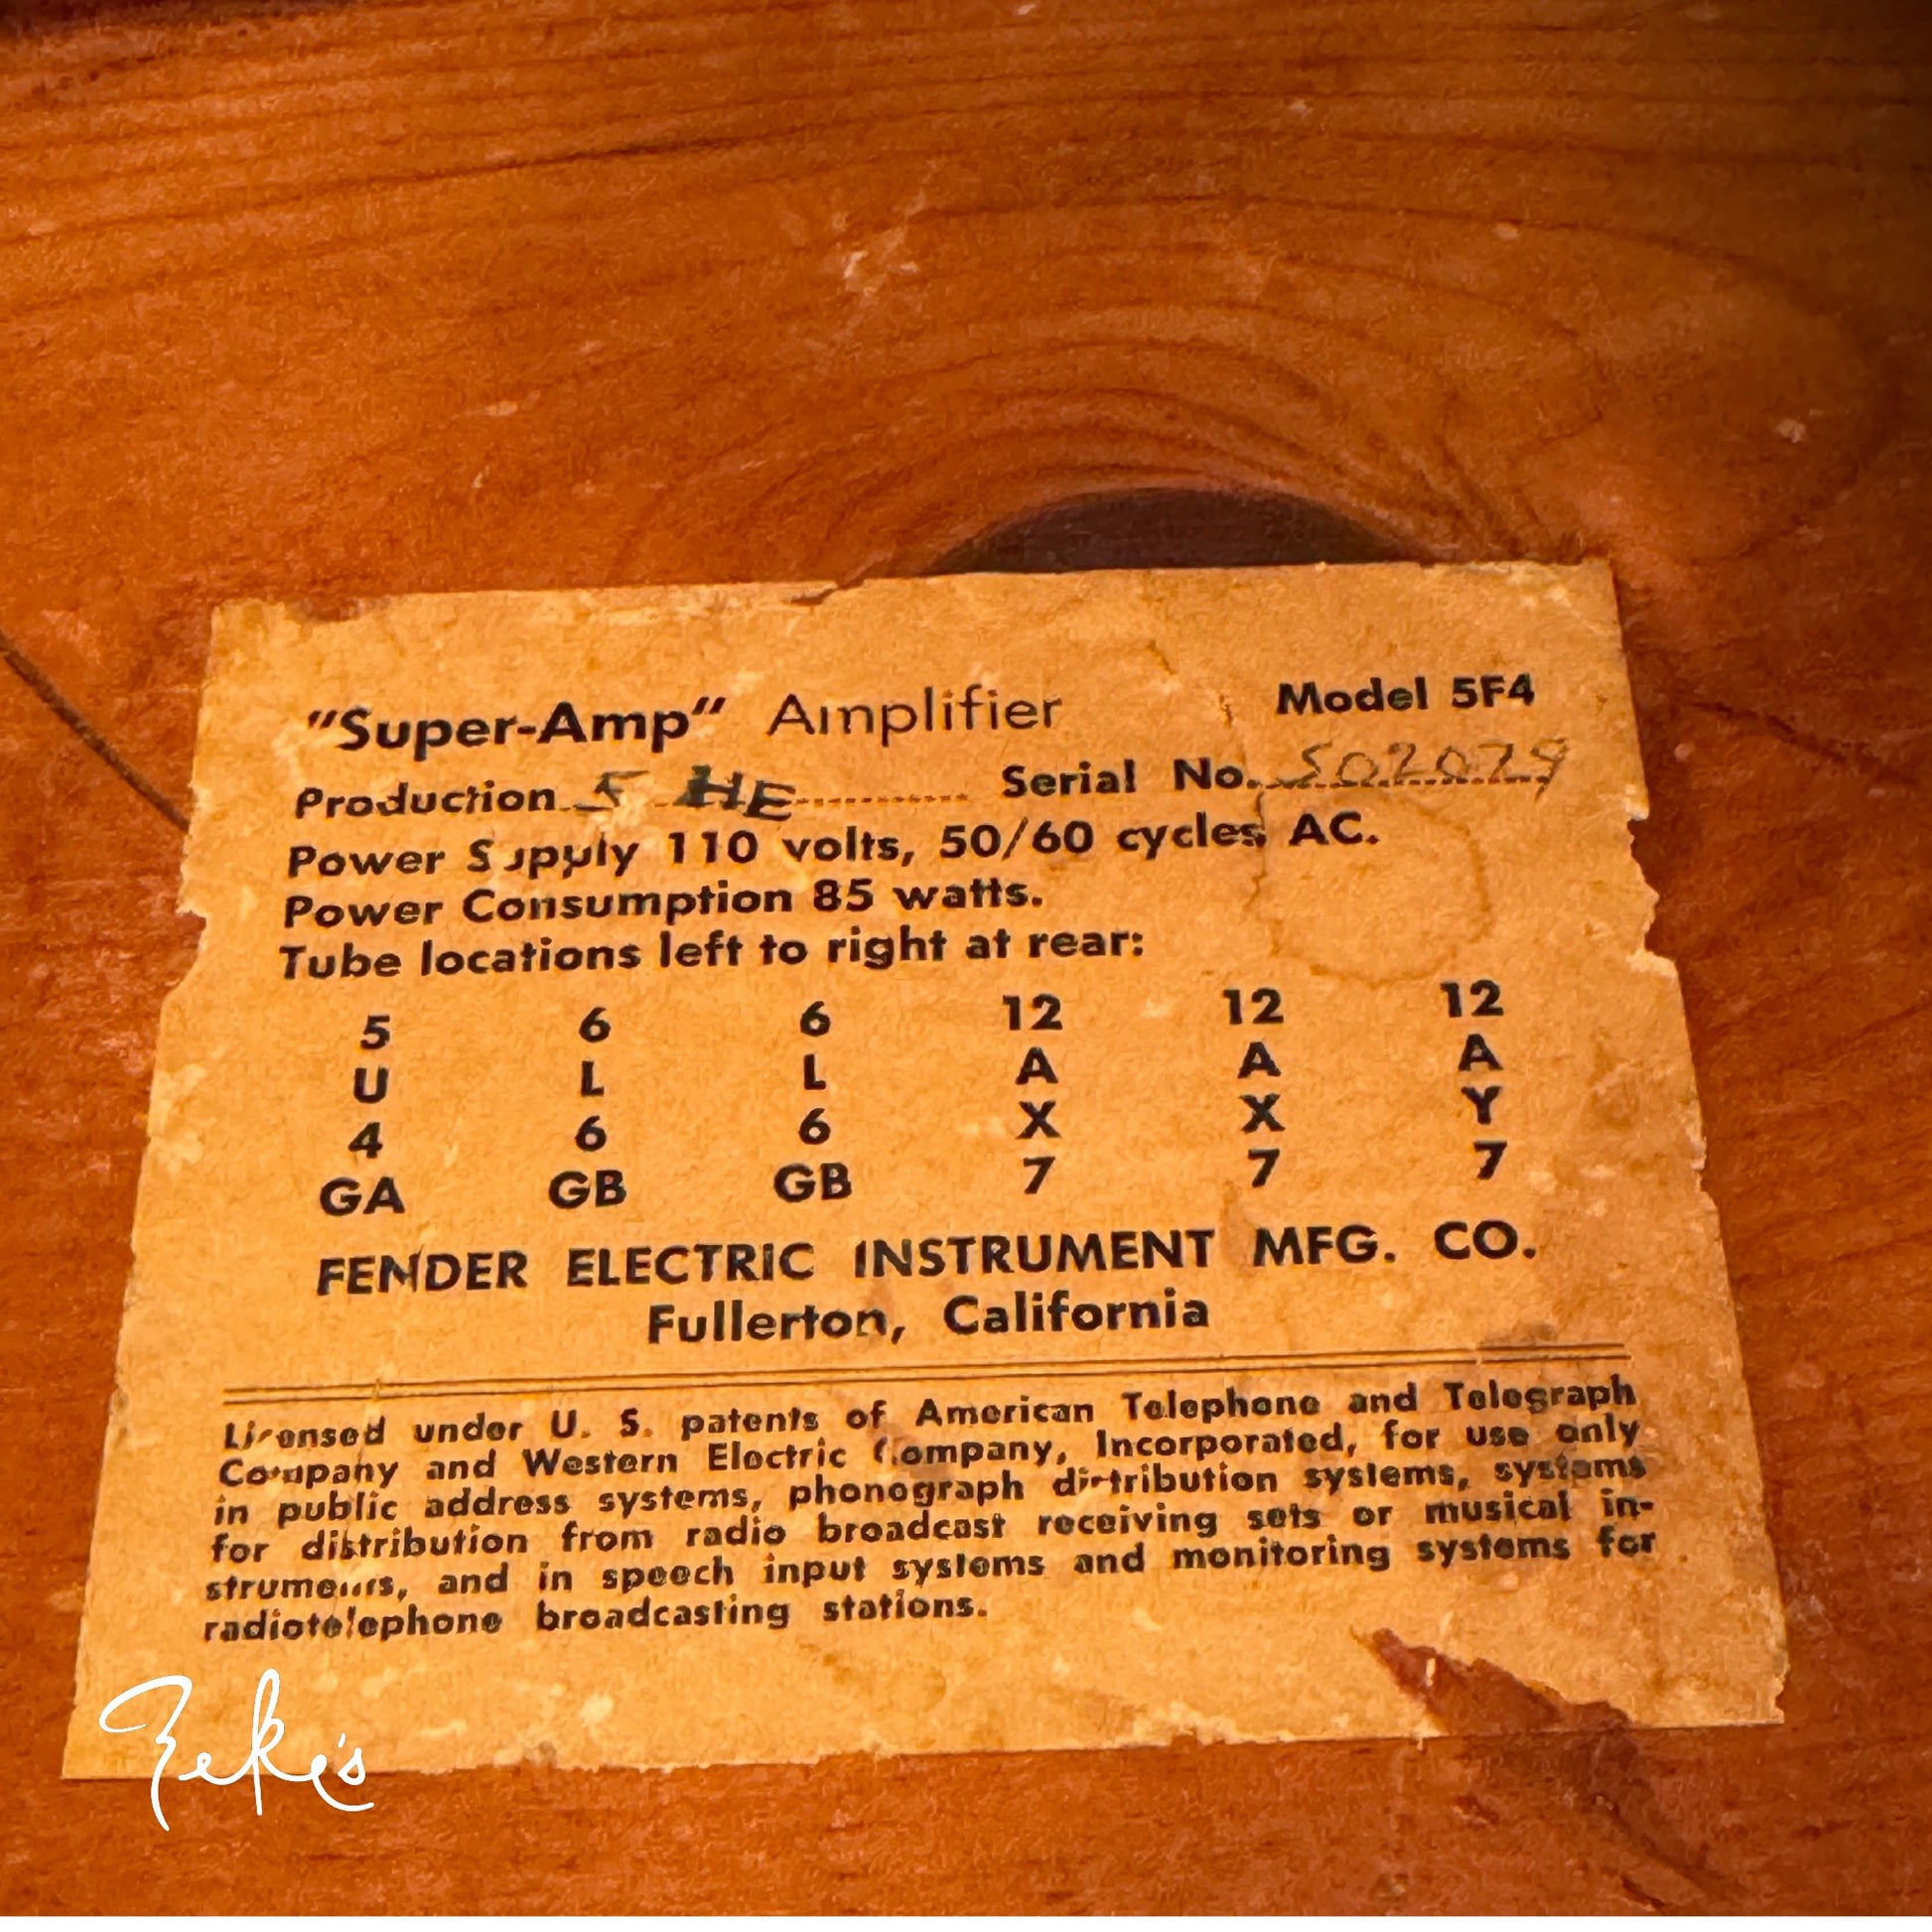 "Super-Amp" Amplifier Model 5F4
Production 5 HE Serial No. S02079
Power Supply 110 volts, 50/60 cycles AC.
Power Consumption 85 watts.
Tube locations left to right at rear:
5 6 6 12 12 12
U L L A A A
4 6 6 X X Y
GA GB GB 7 7 7
FENDER ELECTRIC INSTRUMENT MFG. CO.
Fullerton, California
Licensed under U. S. patents of American Telephone and Telegraph
Company and Western Electric Company, Incorporated, for use only
in public address systems, phonograph distribution systems, systems
for distribution from radio broadcast receiving sets or musical in-
struments, and in speech input systems and monitoring systems for
radiotelephone broadcasting stations.
Zeke's